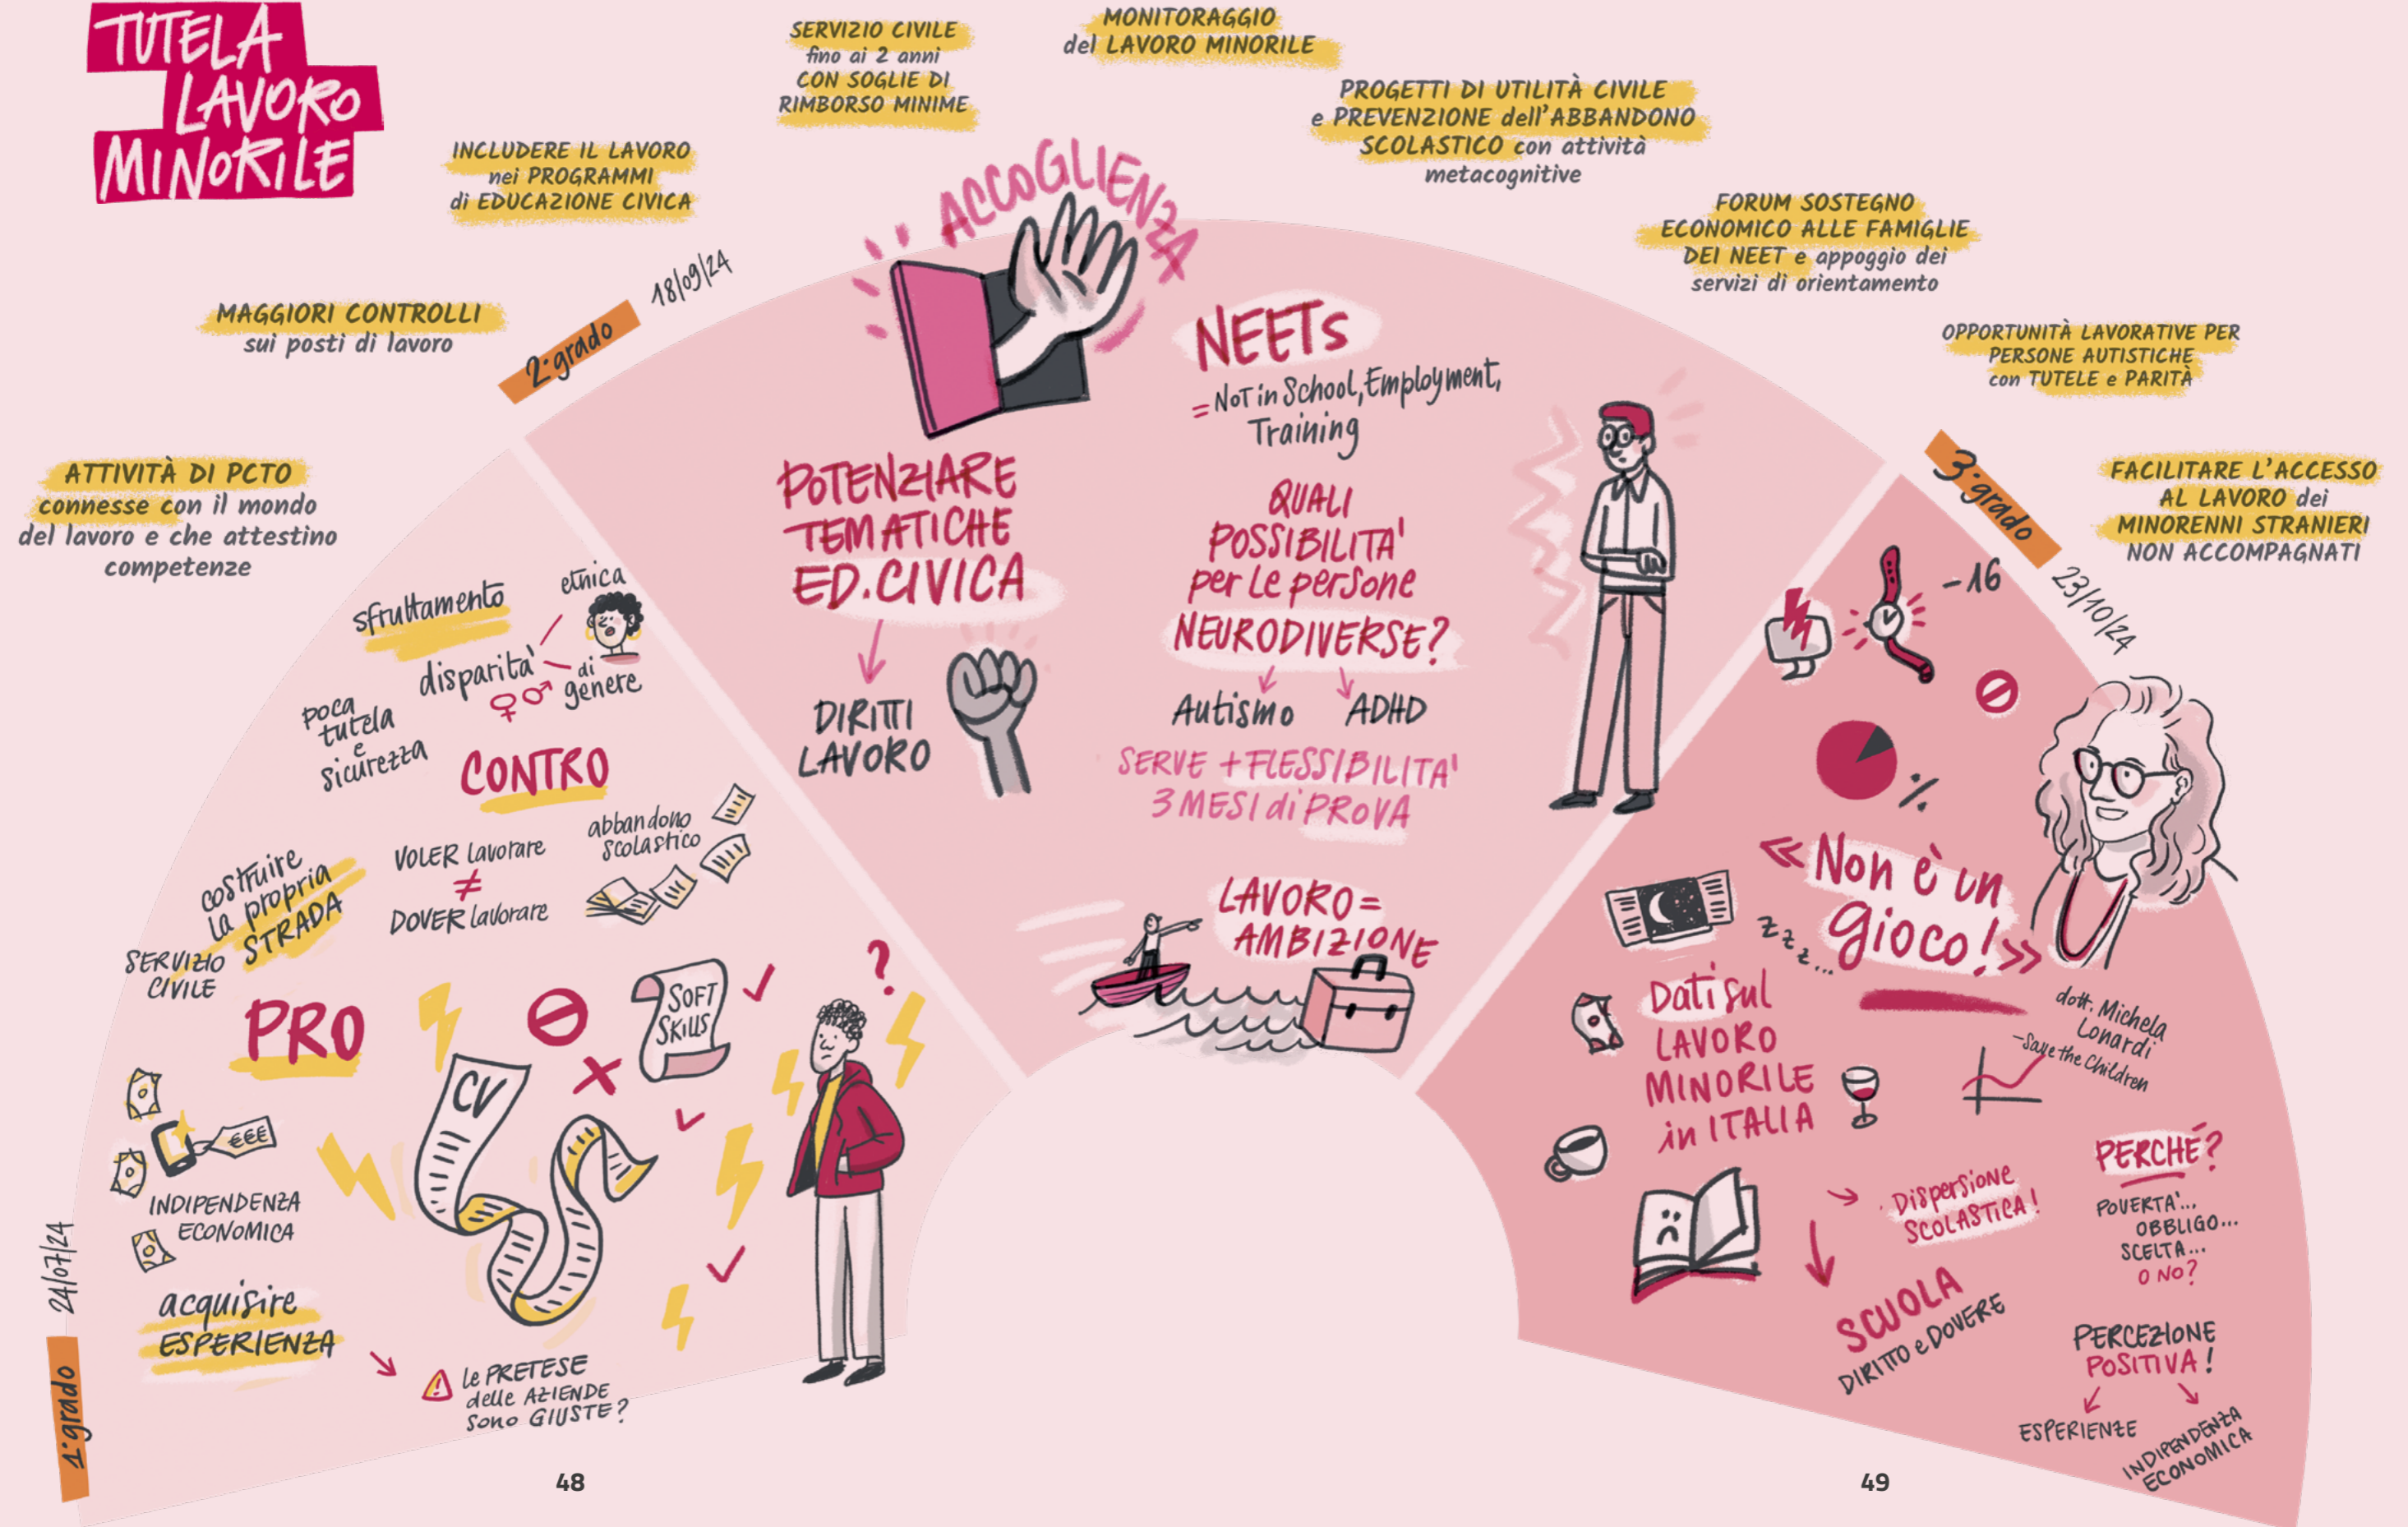 TUTELA
LAVORO
MINORILE
ATTIVITÀ DI PCTO
connesse con il mondo
del lavoro e che attestino
competenze
MAGGIORI CONTROLLI
sui posti di lavoro
INCLUDERE IL LAVORO
nei PROGRAMMI
di EDUCAZIONE CIVICA
SERVIZIO CIVILE
fino ai 2 anni
CON SOGLIE DI
RIMBORSO MINIME
MONITORAGGIO
del LAVORO MINORILE
PROGETTI DI UTILITÀ CIVILE
e PREVENZIONE dell'ABBANDONO
SCOLASTICO con attività
metacognitive
FORUM SOSTEGNO
ECONOMICO ALLE FAMIGLIE
DEI NEET e appoggio dei
servizi di orientamento
OPPORTUNITÀ LAVORATIVE PER
PERSONE AUTISTICHE
con TUTELE e PARITÀ
FACILITARE L'ACCESSO
AL LAVORO dei
MINORENNI STRANIERI
NON ACCOMPAGNATI
1°grado
24/07/24
sfruttamento
disparità
etnica
di
genere
♀♂
poca
tutela
e
sicurezza
CONTRO
VOLER lavorare
≠
DOVER lavorare
abbandono
scolastico
costruire
la propria
STRADA
SERVIZIO
CIVILE
PRO
€€€
INDIPENDENZA
ECONOMICA
acquisire
ESPERIENZA
CV
SOFT
SKILLS
?
! le PRETESE
delle AZIENDE
sono GIUSTE?
48
2°grado
18/09/24
ACCOGLIENZA
POTENZIARE
TEMATICHE
ED.CIVICA
DIRITTI
LAVORO
NEETs
= NOT in School, Employment,
Training
QUALI
POSSIBILITA'
per le persone
NEURODIVERSE?
Autismo ADHD
SERVE + FLESSIBILITA'
3 MESI di PROVA
LAVORO =
AMBIZIONE
3°grado
23/10/24
-16
%
«Non è un
gioco!»
zzz...
dott. Michela
Lonardi
- Save the Children
Dati sul
LAVORO
MINORILE
in ITALIA
Dispersione
SCOLASTICA!
SCUOLA
DIRITTO e DOVERE
PERCHÉ?
POVERTA'...
OBBLIGO...
SCELTA...
O NO?
PERCEZIONE
POSITIVA!
ESPERIENZE
INDIPENDENZA
ECONOMICA
49